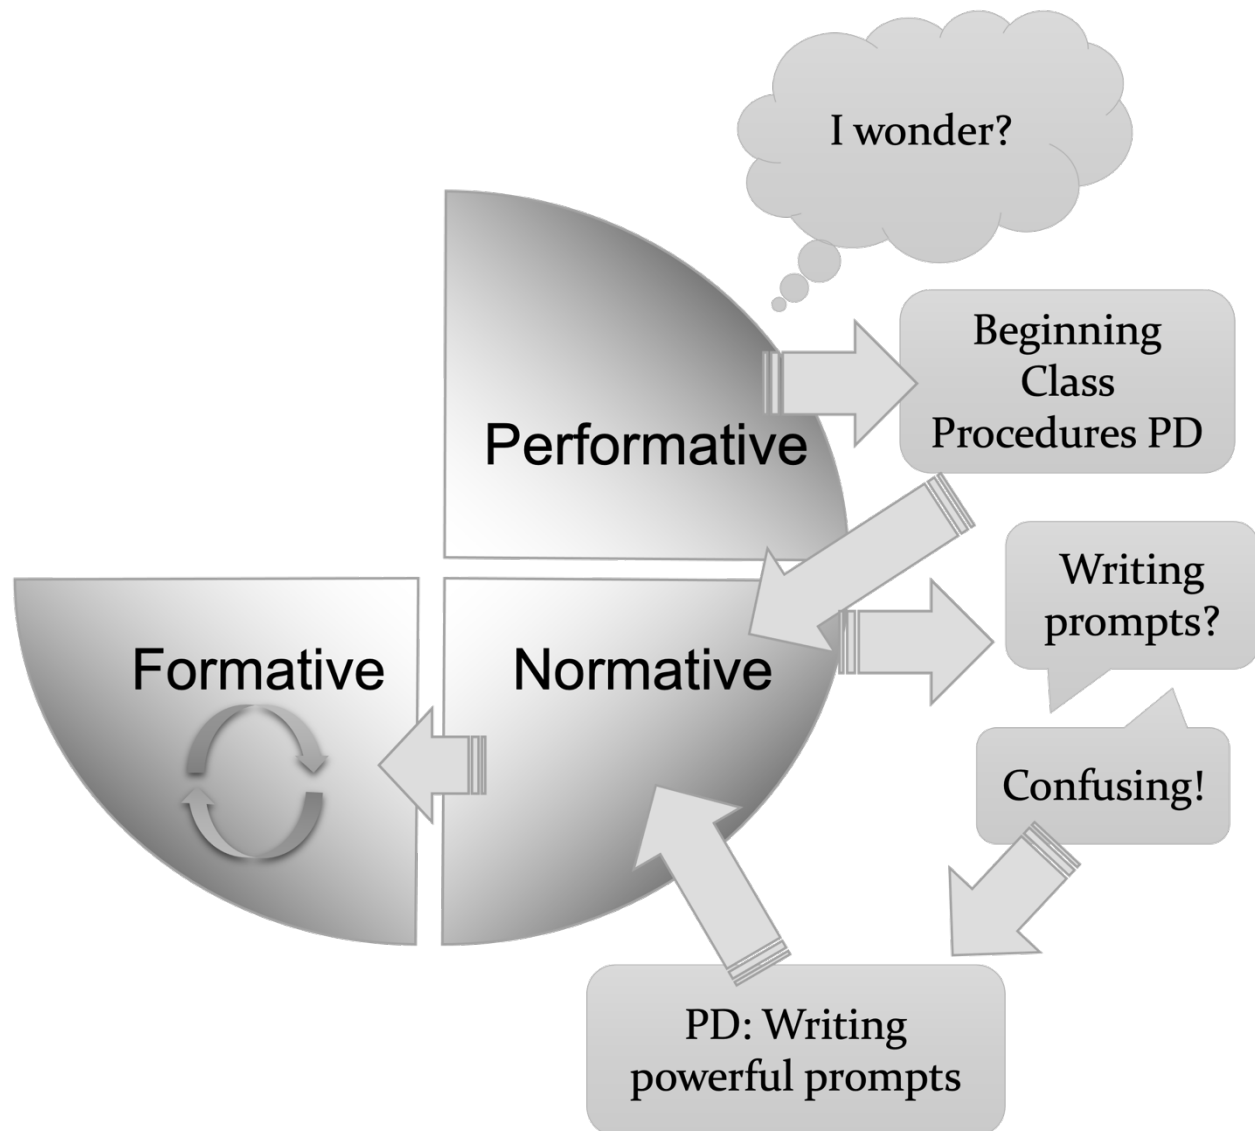 I wonder?
Beginning
Class
Procedures PD
Performative
Writing
prompts?
Formative
Normative
Confusing!
PD: Writing
powerful prompts